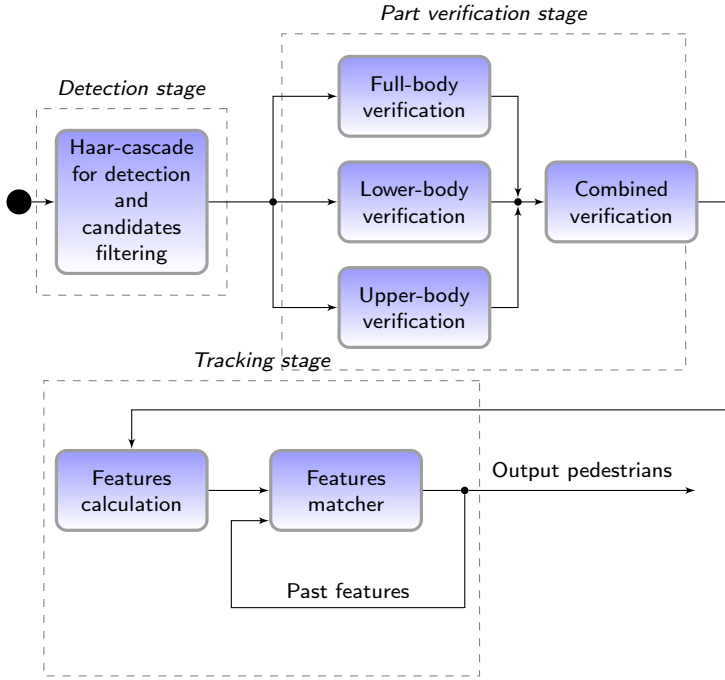 Part verification stage
Detection stage
Haar-cascade
for detection
and
candidates
filtering
Full-body
verification
Lower-body
verification
Upper-body
verification
Combined
verification
Tracking stage
Features
calculation
Features
matcher
Output pedestrians
Past features